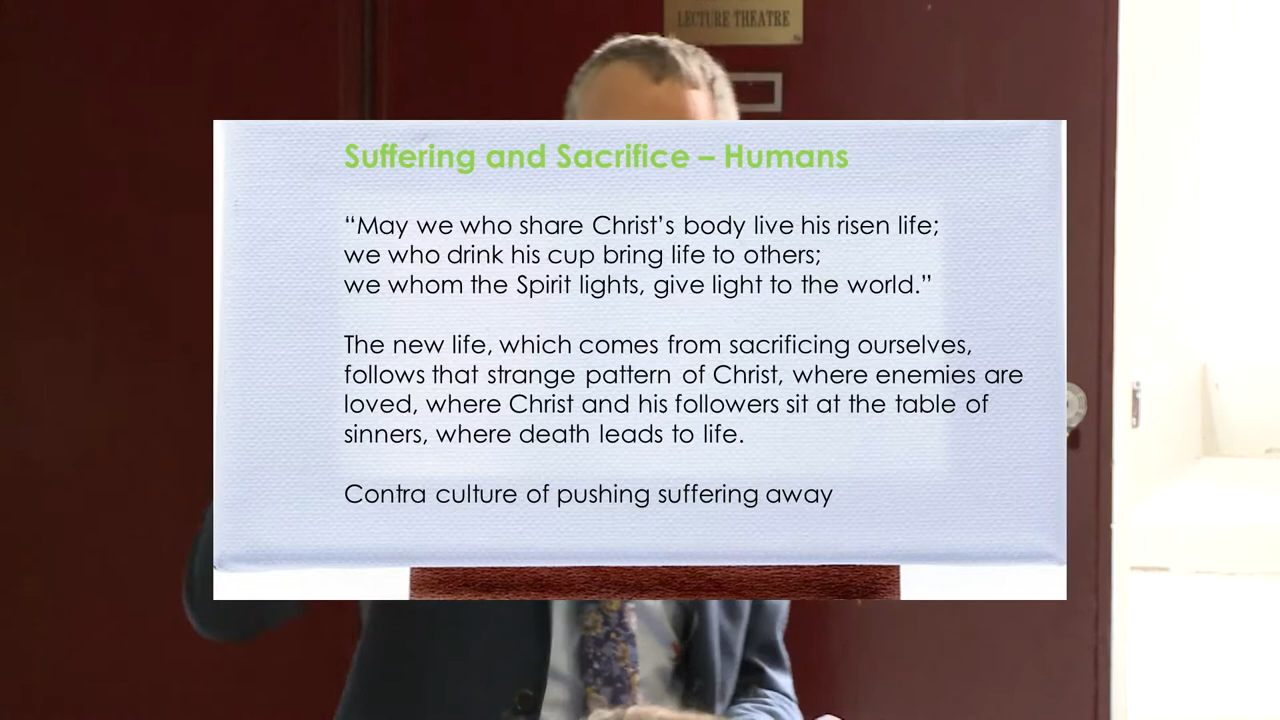 LECTURE THEATRE
Suffering and Sacrifice – Humans
“May we who share Christ’s body live his risen life;
we who drink his cup bring life to others;
we whom the Spirit lights, give light to the world.”
The new life, which comes from sacrificing ourselves,
follows that strange pattern of Christ, where enemies are
loved, where Christ and his followers sit at the table of
sinners, where death leads to life.
Contra culture of pushing suffering away